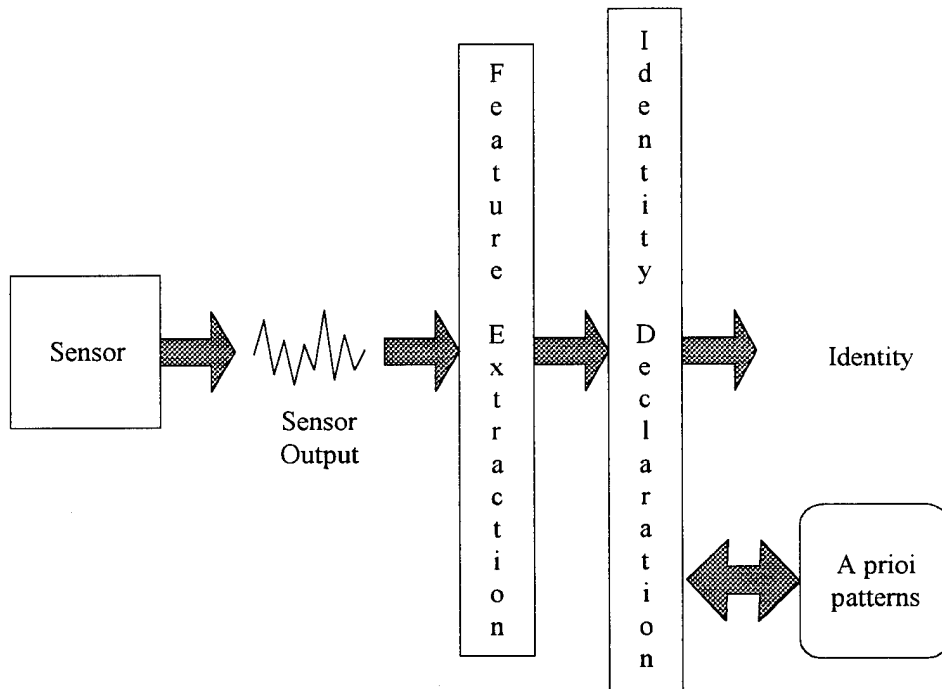 Sensor
Sensor
Output
Feature Extraction
Identity Declaration
Identity
A prioi
patterns